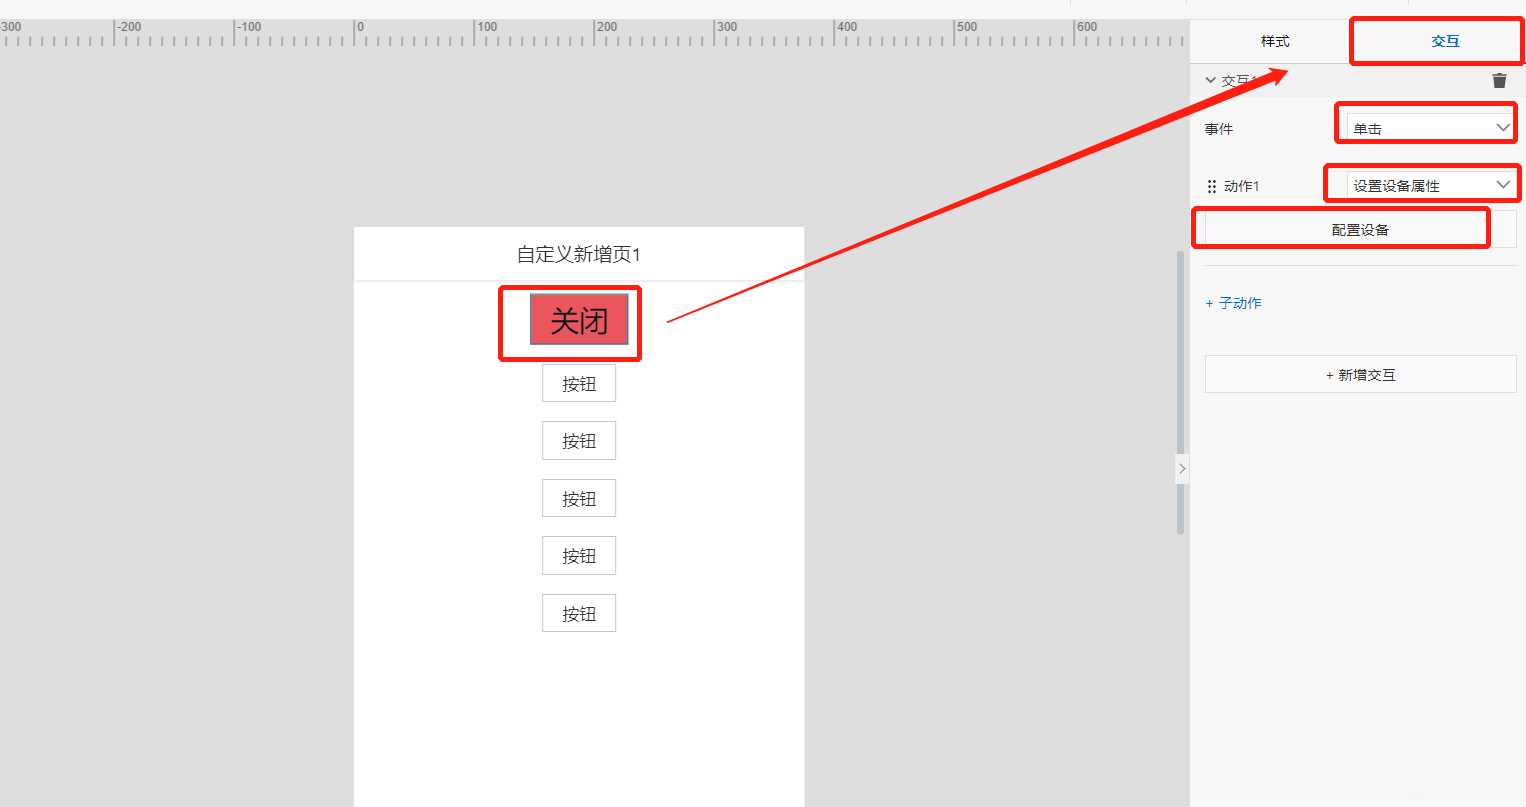 -300 -200 -100 0 100 200 300 400 500 600
样式 交互
交互1
事件 单击
动作1 设置设备属性
配置设备
+ 子动作
+ 新增交互
自定义新增页1
关闭
按钮
按钮
按钮
按钮
按钮